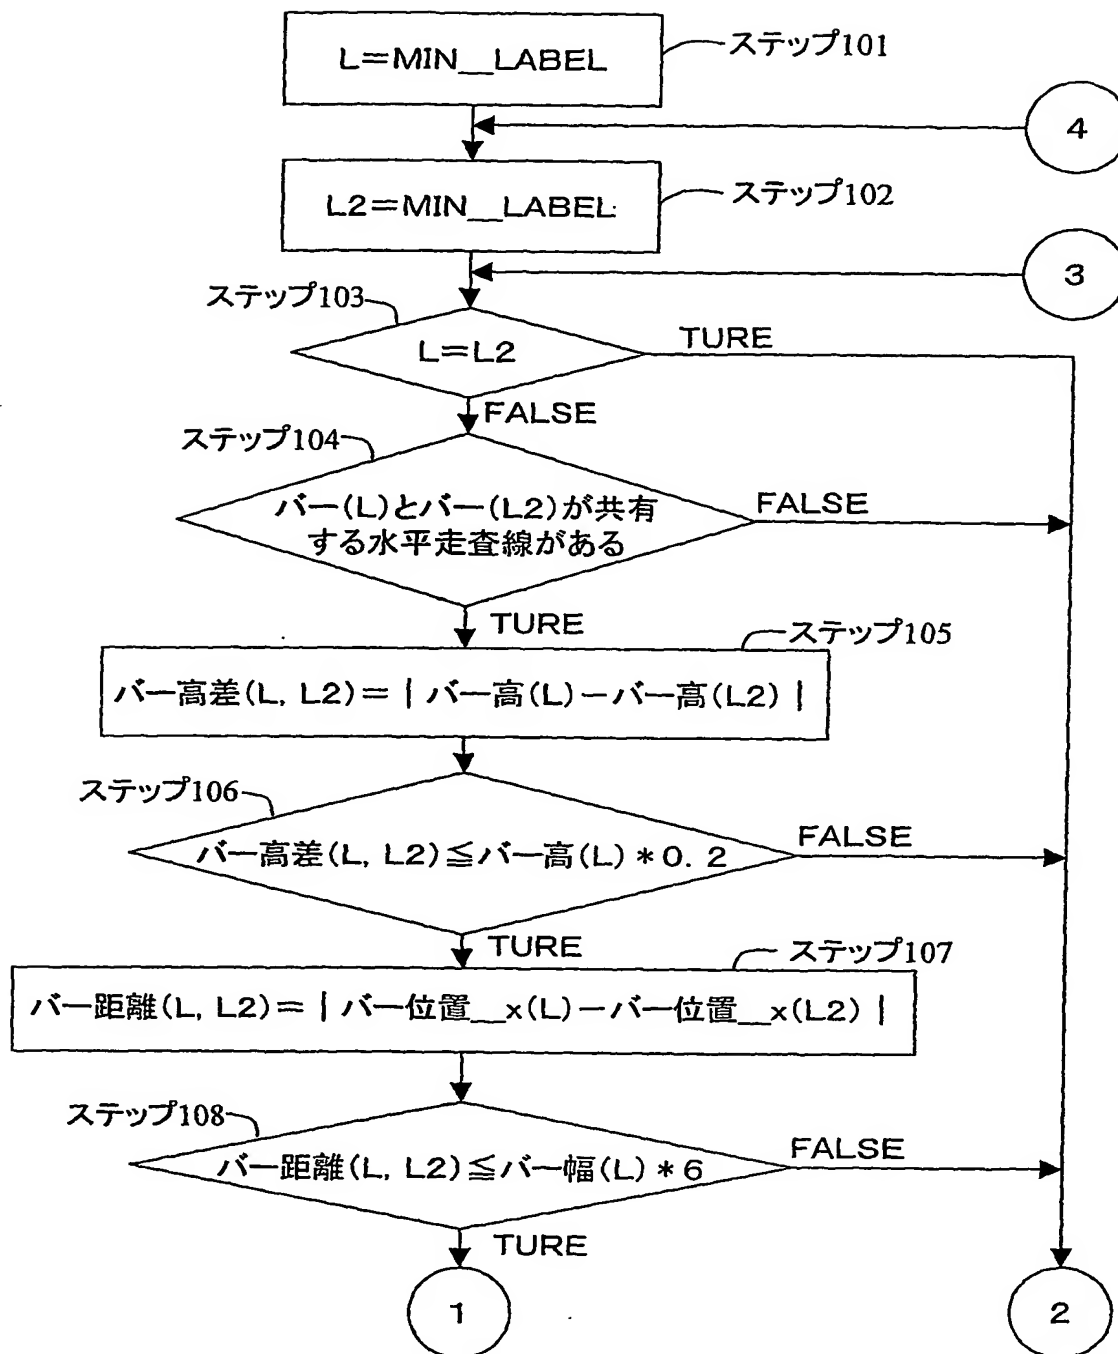 L=MIN__LABEL
ステップ101
4
L2=MIN__LABEL
ステップ102
3
ステップ103
L=L2
TURE
FALSE
ステップ104
バー(L)とバー(L2)が共有
する水平走査線がある
FALSE
TURE
ステップ105
バー高差(L, L2)=|バー高(L)-バー高(L2)|
ステップ106
バー高差(L, L2)≦バー高(L)*0. 2
FALSE
TURE
ステップ107
バー距離(L, L2)=|バー位置__x(L)-バー位置__x(L2)|
ステップ108
バー距離(L, L2)≦バー幅(L)*6
FALSE
TURE
1
2